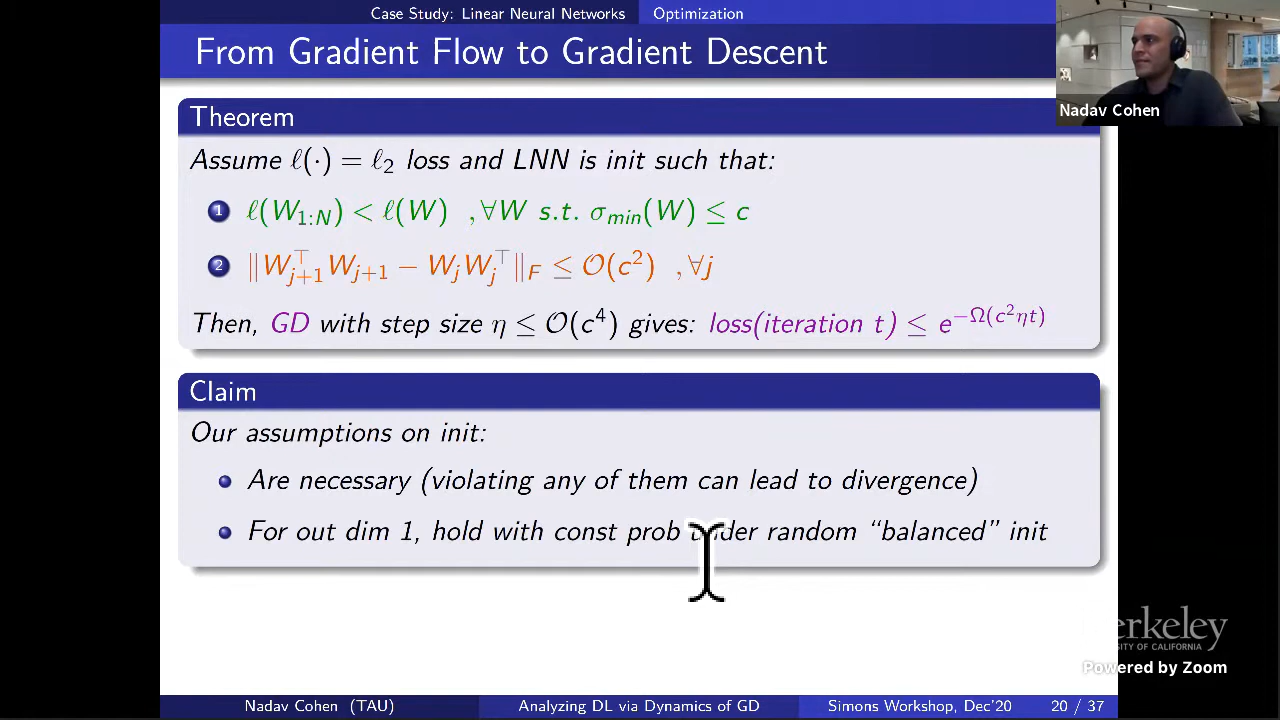 Case Study: Linear Neural Networks Optimization
From Gradient Flow to Gradient Descent
Nadav Cohen
Theorem
Assume ℓ(·) = ℓ₂ loss and LNN is init such that:
1 ℓ(W₁:N) < ℓ(W) , ∀W s.t. σmin(W) ≤ c
2 ‖W⊤j+1Wj+1 − WjW⊤j‖F ≤ O(c²) , ∀j
Then, GD with step size η ≤ O(c⁴) gives: loss(iteration t) ≤ e^−Ω(c²ηt)
Claim
Our assumptions on init:
Are necessary (violating any of them can lead to divergence)
For out dim 1, hold with const prob under random “balanced” init
Powered by Zoom
Nadav Cohen (TAU) Analyzing DL via Dynamics of GD Simons Workshop, Dec'20 20 / 37